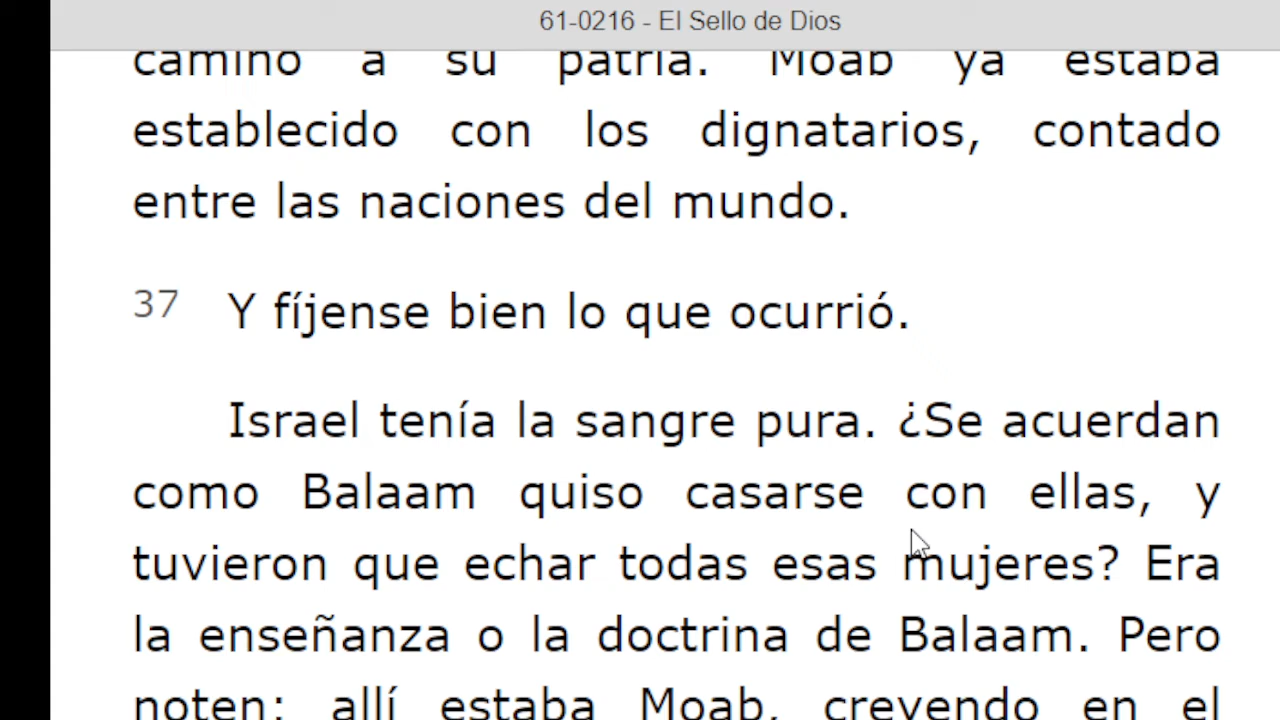 61-0216 - El Sello de Dios
camino a su patria. Moab ya estaba
establecido con los dignatarios, contado
entre las naciones del mundo.
37 Y fíjense bien lo que ocurrió.
Israel tenía la sangre pura. ¿Se acuerdan
como Balaam quiso casarse con ellas, y
tuvieron que echar todas esas mujeres? Era
la enseñanza o la doctrina de Balaam. Pero
noten: allí estaba Moab, creyendo en el